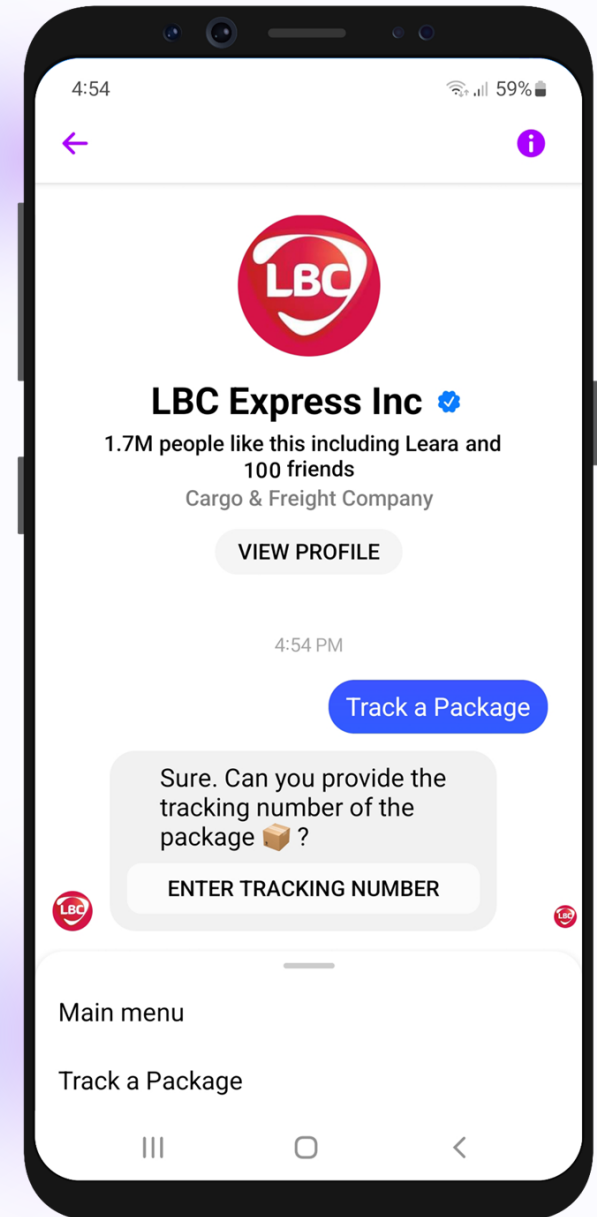 4:54
59%
LBC
LBC Express Inc
1.7M people like this including Leara and
100 friends
Cargo & Freight Company
VIEW PROFILE
4:54 PM
Track a Package
Sure. Can you provide the
tracking number of the
package 📦 ?
ENTER TRACKING NUMBER
LBC
LBC
Main menu
Track a Package